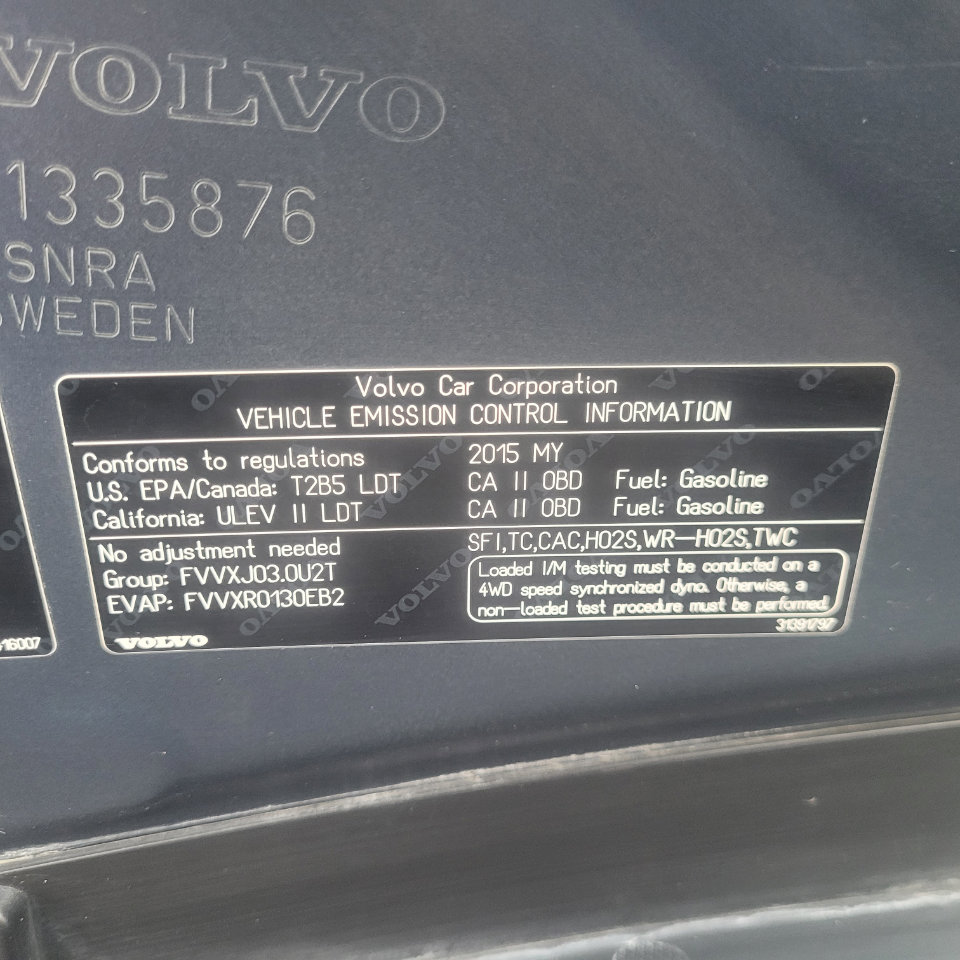 VOLVO
1335876
SNRA
SWEDEN
Volvo Car Corporation
VEHICLE EMISSION CONTROL INFORMATION
Conforms to regulations 2015 MY
U.S. EPA/Canada: T2B5 LDT CA II OBD Fuel: Gasoline
California: ULEV II LDT CA II OBD Fuel: Gasoline
No adjustment needed SFI,TC,CAC,HO2S,WR-HO2S,TWC
Group: FVVXJ03.0U2T
EVAP: FVVXR0130EB2
Loaded I/M testing must be conducted on a
4WD speed synchronized dyno. Otherwise, a
non-loaded test procedure must be performed.
VOLVO 31391797
16007